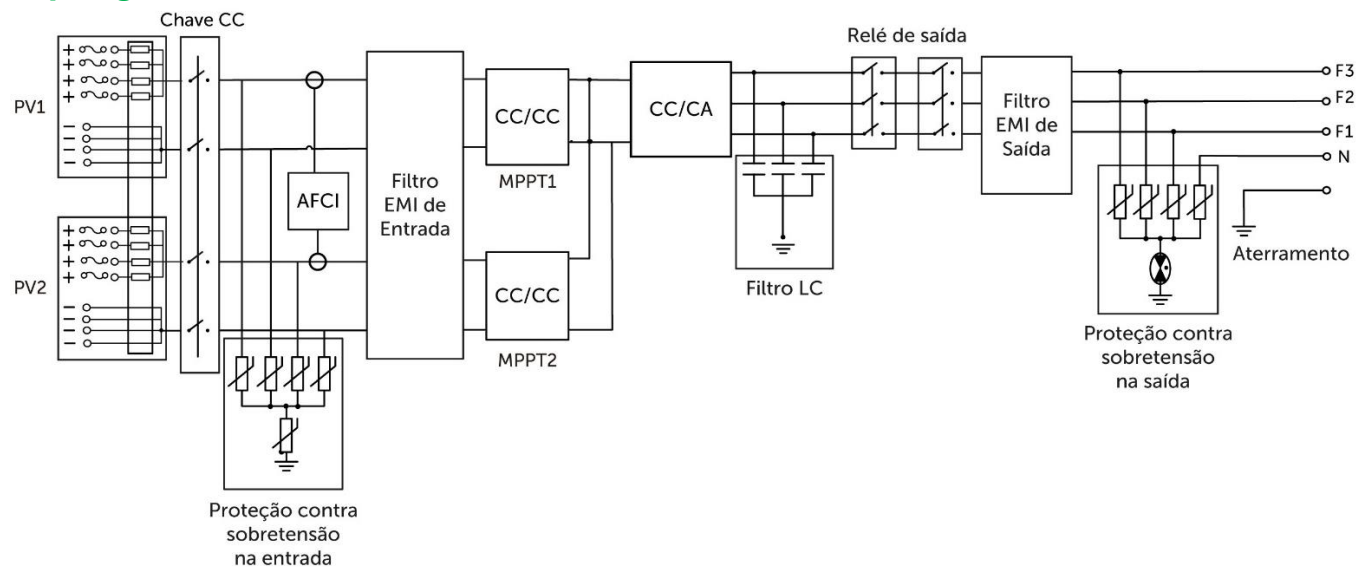 Chave CC
PV1
+
+
+
+
–
–
–
–
PV2
+
+
+
+
–
–
–
–
AFCI
Filtro
EMI de
Entrada
CC/CC
MPPT1
CC/CC
MPPT2
CC/CA
Filtro LC
Relé de saída
Filtro
EMI de
Saída
F3
F2
F1
N
Aterramento
Proteção contra
sobretensão
na saída
Proteção contra
sobretensão
na entrada